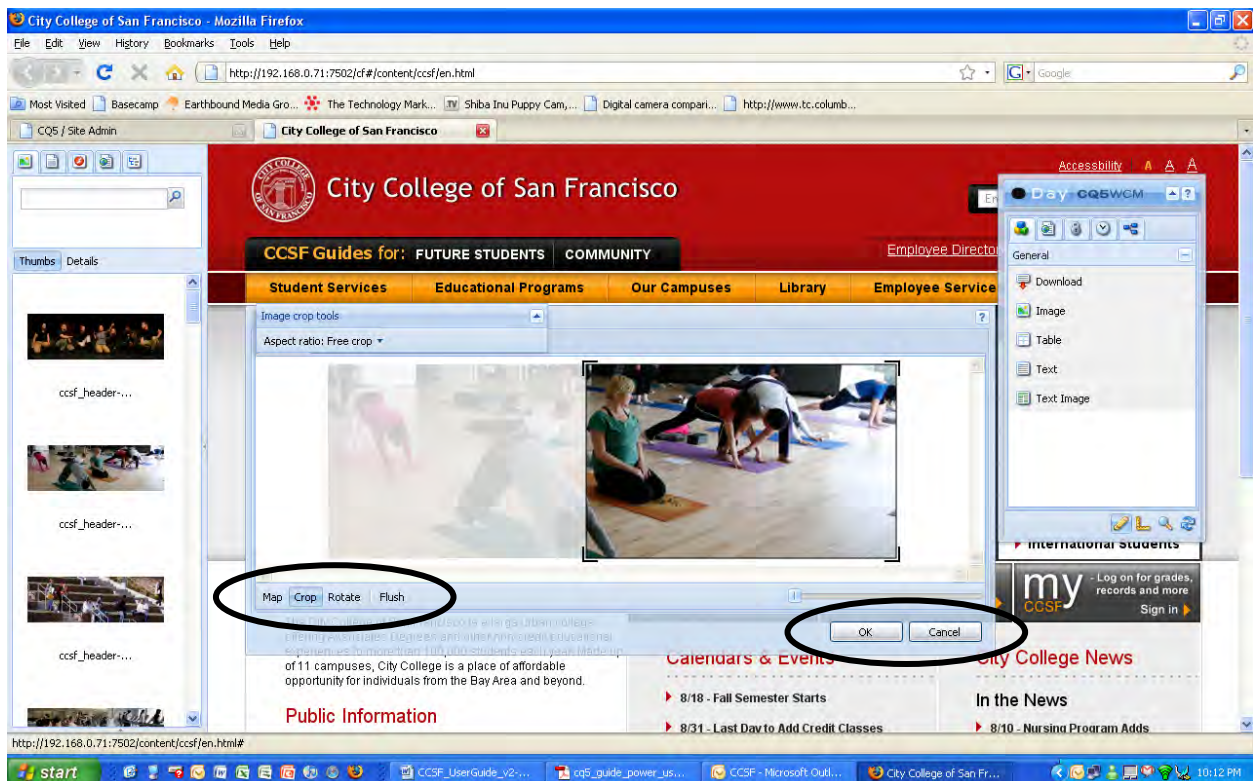 City College of San Francisco - Mozilla Firefox
File Edit View History Bookmarks Tools Help
http://192.168.0.71:7502/cf#/content/ccsf/en.html
Google
Most Visited Basecamp Earthbound Media Gro... The Technology Mark... Shiba Inu Puppy Cam,... Digital camera compari... http://www.tc.columb...
CQ5 / Site Admin City College of San Francisco
Accessbility A A A
City College of San Francisco
En
Day CQ5WCM
CCSF Guides for: FUTURE STUDENTS COMMUNITY
Employee Director
General
Thumbs Details
Student Services Educational Programs Our Campuses Library Employee Service
Download
Image crop tools
Image
Aspect ratio: Free crop
Table
Text
ccsf_header-...
Text Image
ccsf_header-...
International Students
my CCSF
- Log on for grades,
records and more
Sign in
Map Crop Rotate Flush
OK Cancel
ccsf_header-...
of 11 campuses, City College is a place of affordable
opportunity for individuals from the Bay Area and beyond.
Calendars & Events
City College News
8/18 - Fall Semester Starts
In the News
Public Information
8/31 - Last Day to Add Credit Classes
8/10 - Nursing Program Adds
http://192.168.0.71:7502/content/ccsf/en.html#
start
CCSF_UserGuide_v2-... cq5_guide_power_us... CCSF - Microsoft Outl... City College of San Fr... 10:12 PM